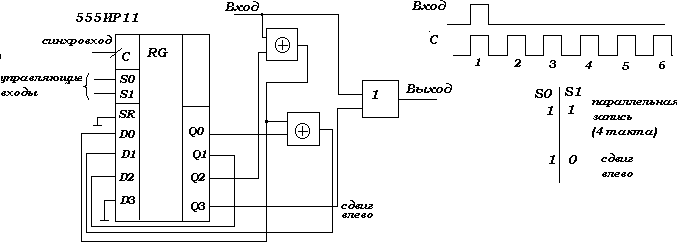 555ИР11
Вход
Вход
синхровход
C
RG
C
1 2 3 4 5 6
управляющие
входы
S0
S1
SR
D0
D1
D2
D3
Q0
Q1
Q2
Q3
1
Выход
сдвиг
влево
S0 S1
1 1 параллельная
запись
(4 такта)
1 0 сдвиг
влево